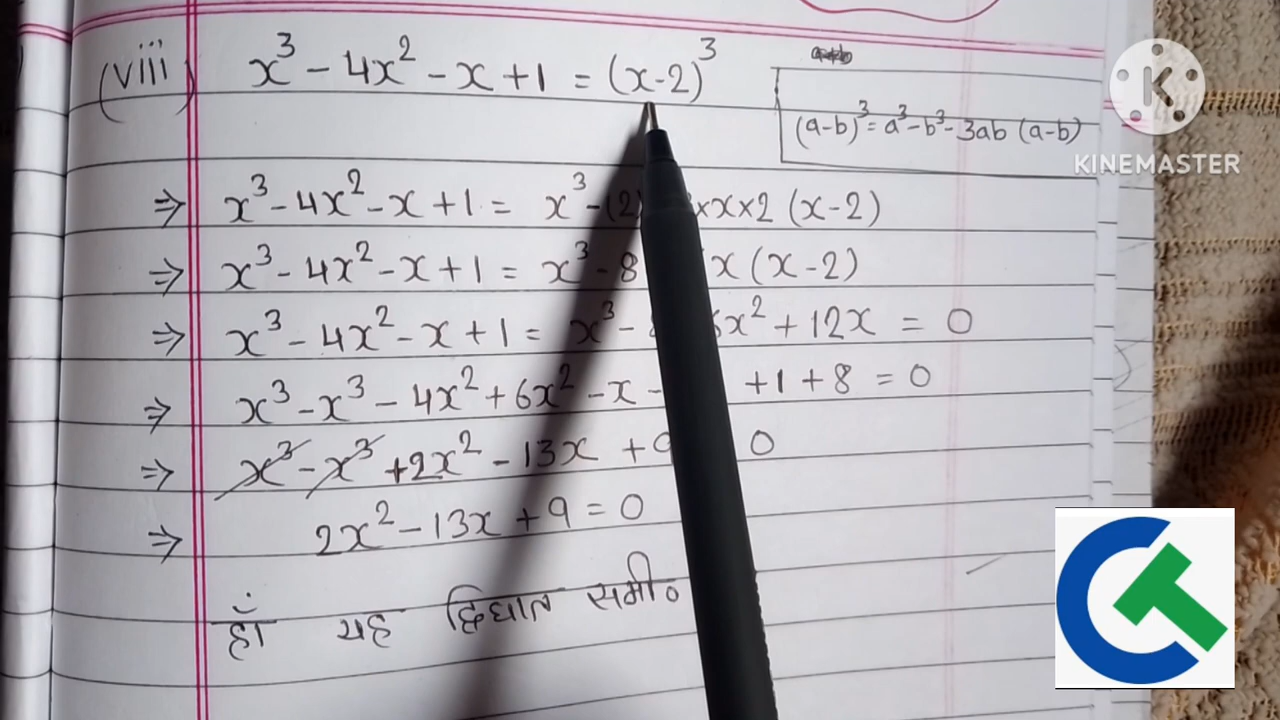 (viii) x³ - 4x² - x + 1 = (x-2)³
(a-b)³ = a³ - b³ - 3ab (a-b)
KINEMASTER
⇒ x³ - 4x² - x + 1 = x³ - (2) ×x×2 (x-2)
⇒ x³ - 4x² - x + 1 = x³ - 8 x (x-2)
⇒ x³ - 4x² - x + 1 = x³ - 6x² + 12x = 0
⇒ x³ - x³ - 4x² + 6x² - x - + 1 + 8 = 0
⇒ x³ - x³ + 2x² - 13x + 0
⇒ 2x² - 13x + 9 = 0
हाँ यह द्विघात समी०